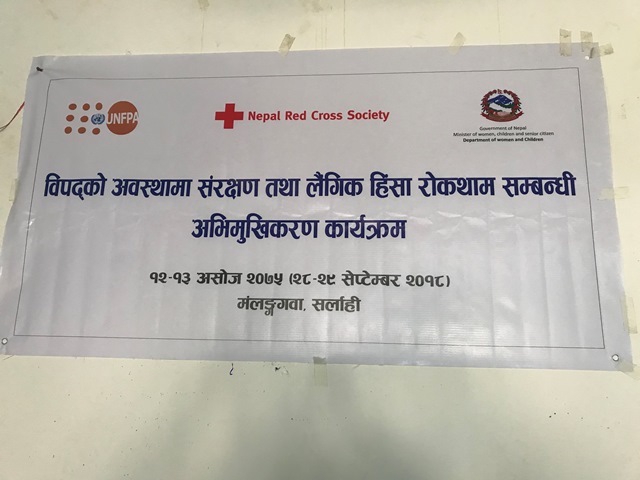 UNFPA
Nepal Red Cross Society
Government of Nepal
Minister of women, children and senior citizen
Department of women and Children
विपद्को अवस्थामा संरक्षण तथा लैंगिक हिंसा रोकथाम सम्बन्धी
अभिमुखिकरण कार्यक्रम
१२-१३ असोज २०७५ (२८-२९ सेप्टेम्बर २०१८)
मंलङ्गवा, सर्लाही